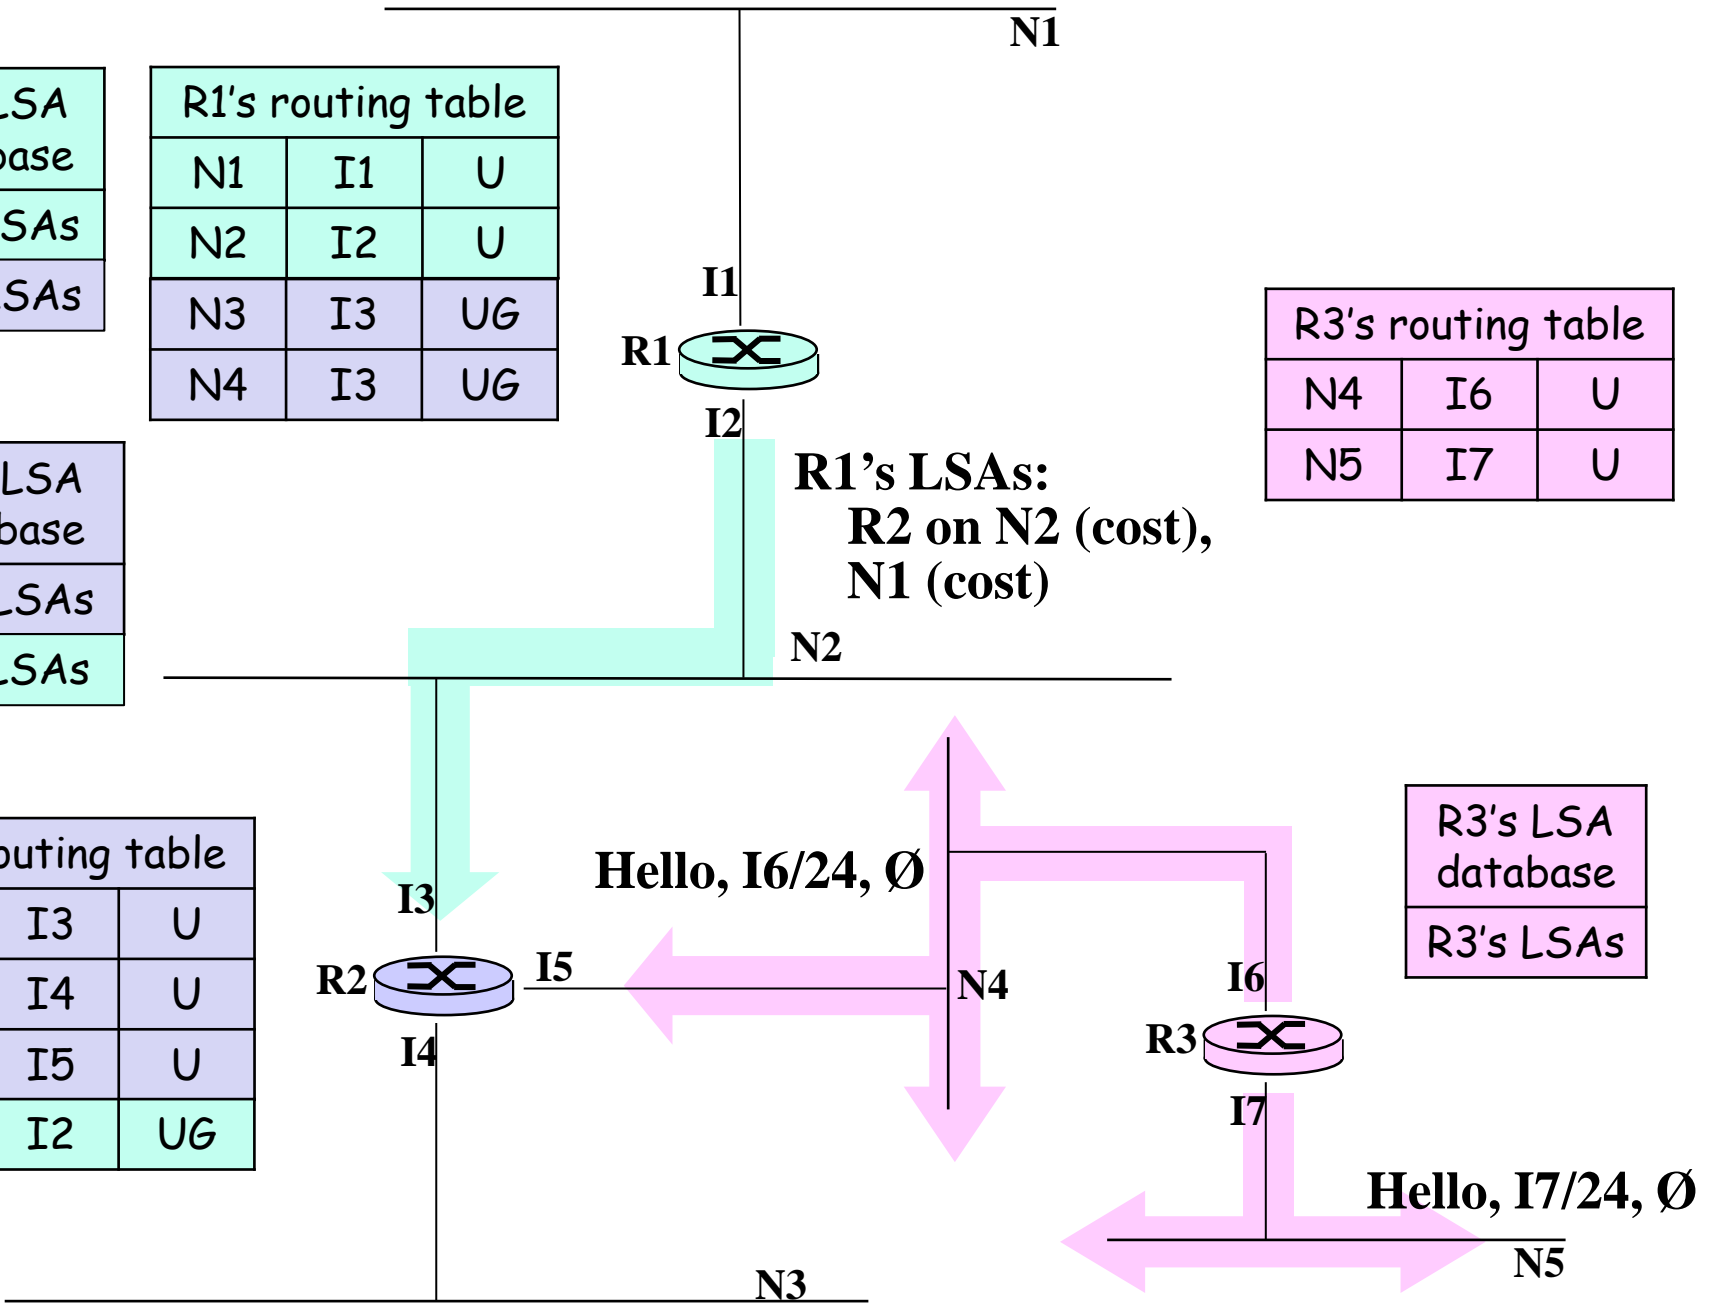 N1
LSA
base
SAs
LSAs
R1's routing table
N1 I1 U
N2 I2 U
N3 I3 UG
N4 I3 UG
I1
R1
I2
R3's routing table
N4 I6 U
N5 I7 U
R1’s LSAs:
R2 on N2 (cost),
N1 (cost)
LSA
base
LSAs
LSAs
N2
outing table
I3 U
I4 U
I5 U
I2 UG
I3
R2
I5
I4
Hello, I6/24, Ø
N4
I6
R3
I7
R3's LSA
database
R3's LSAs
Hello, I7/24, Ø
N5
N3